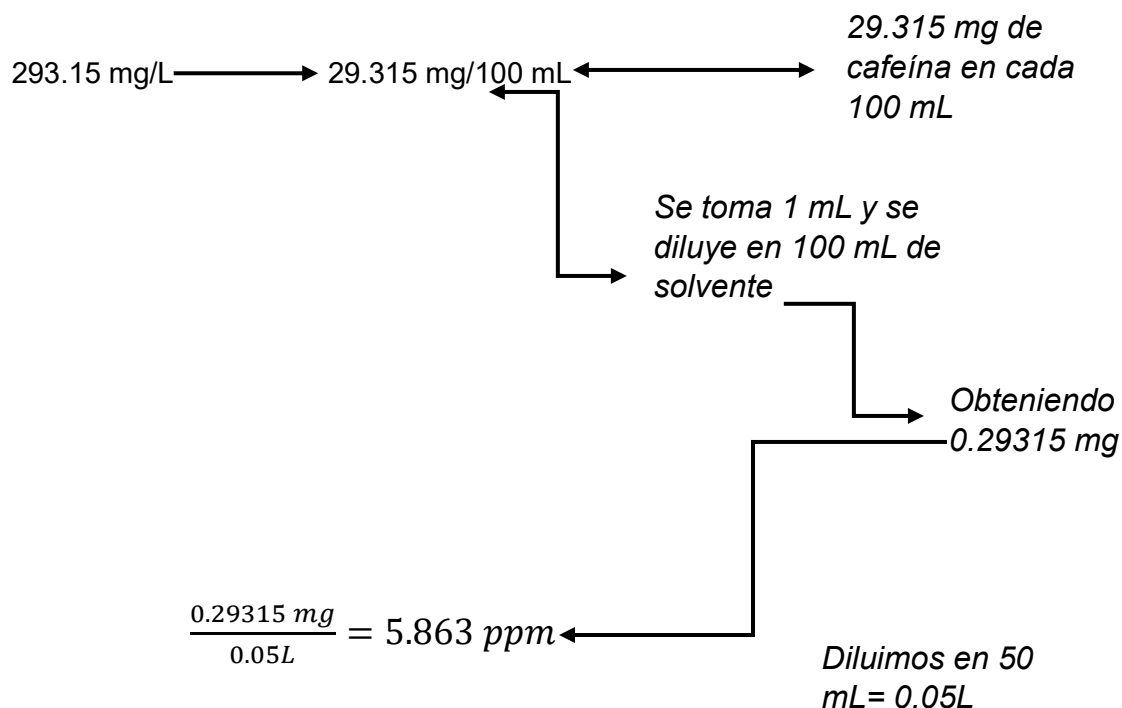 293.15 mg/L
29.315 mg/100 mL
29.315 mg de
cafeína en cada
100 mL
Se toma 1 mL y se
diluye en 100 mL de
solvente
Obteniendo
0.29315 mg
0.29315 mg
0.05L
= 5.863 ppm
Diluimos en 50
mL= 0.05L